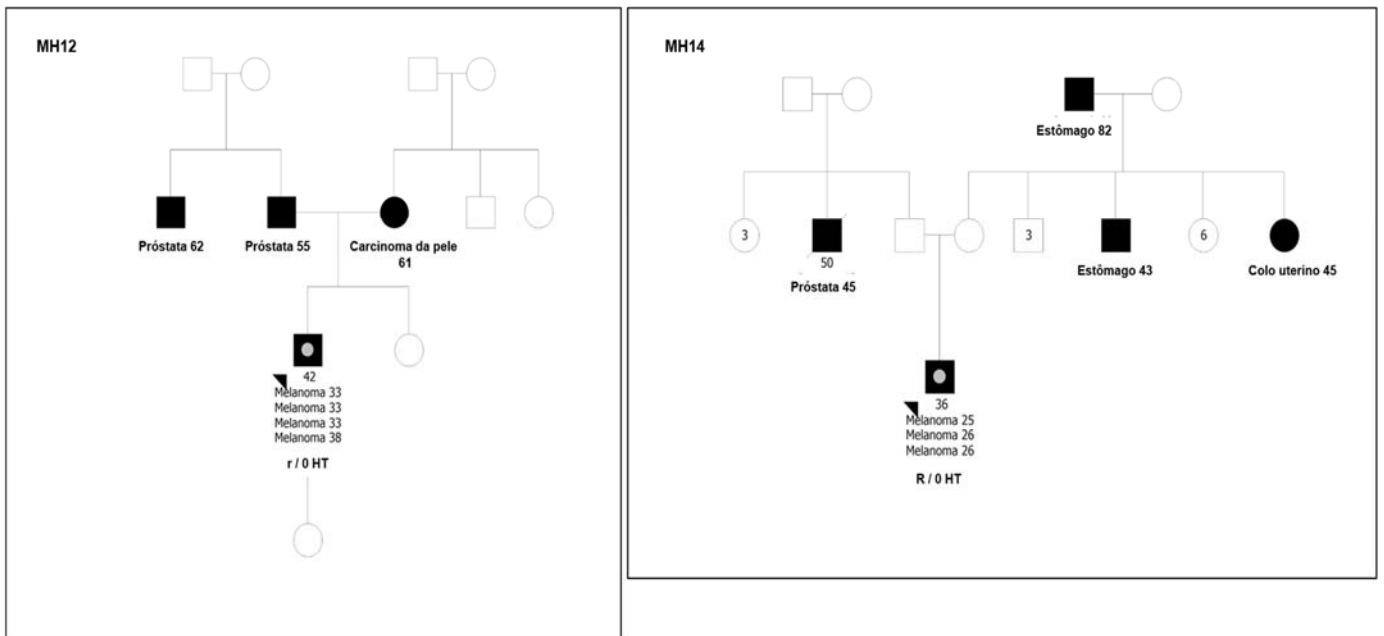 MH12
Próstata 62
Próstata 55
Carcinoma da pele
61
42
Melanoma 33
Melanoma 33
Melanoma 33
Melanoma 38
r / 0 HT
MH14
Estômago 82
3
50
Próstata 45
3
Estômago 43
6
Colo uterino 45
36
Melanoma 25
Melanoma 26
Melanoma 26
R / 0 HT